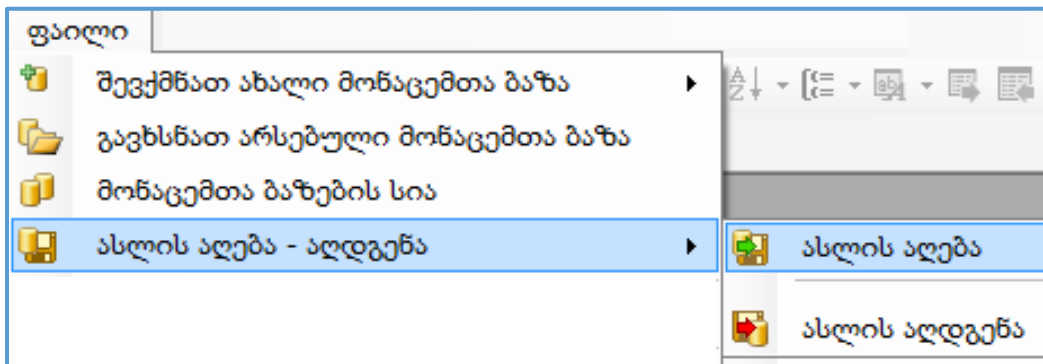 ფაილი
შევქმნათ ახალი მონაცემთა ბაზა
გავხსნათ არსებული მონაცემთა ბაზა
მონაცემთა ბაზების სია
ასლის აღება - აღდგენა
ასლის აღება
ასლის აღდგენა